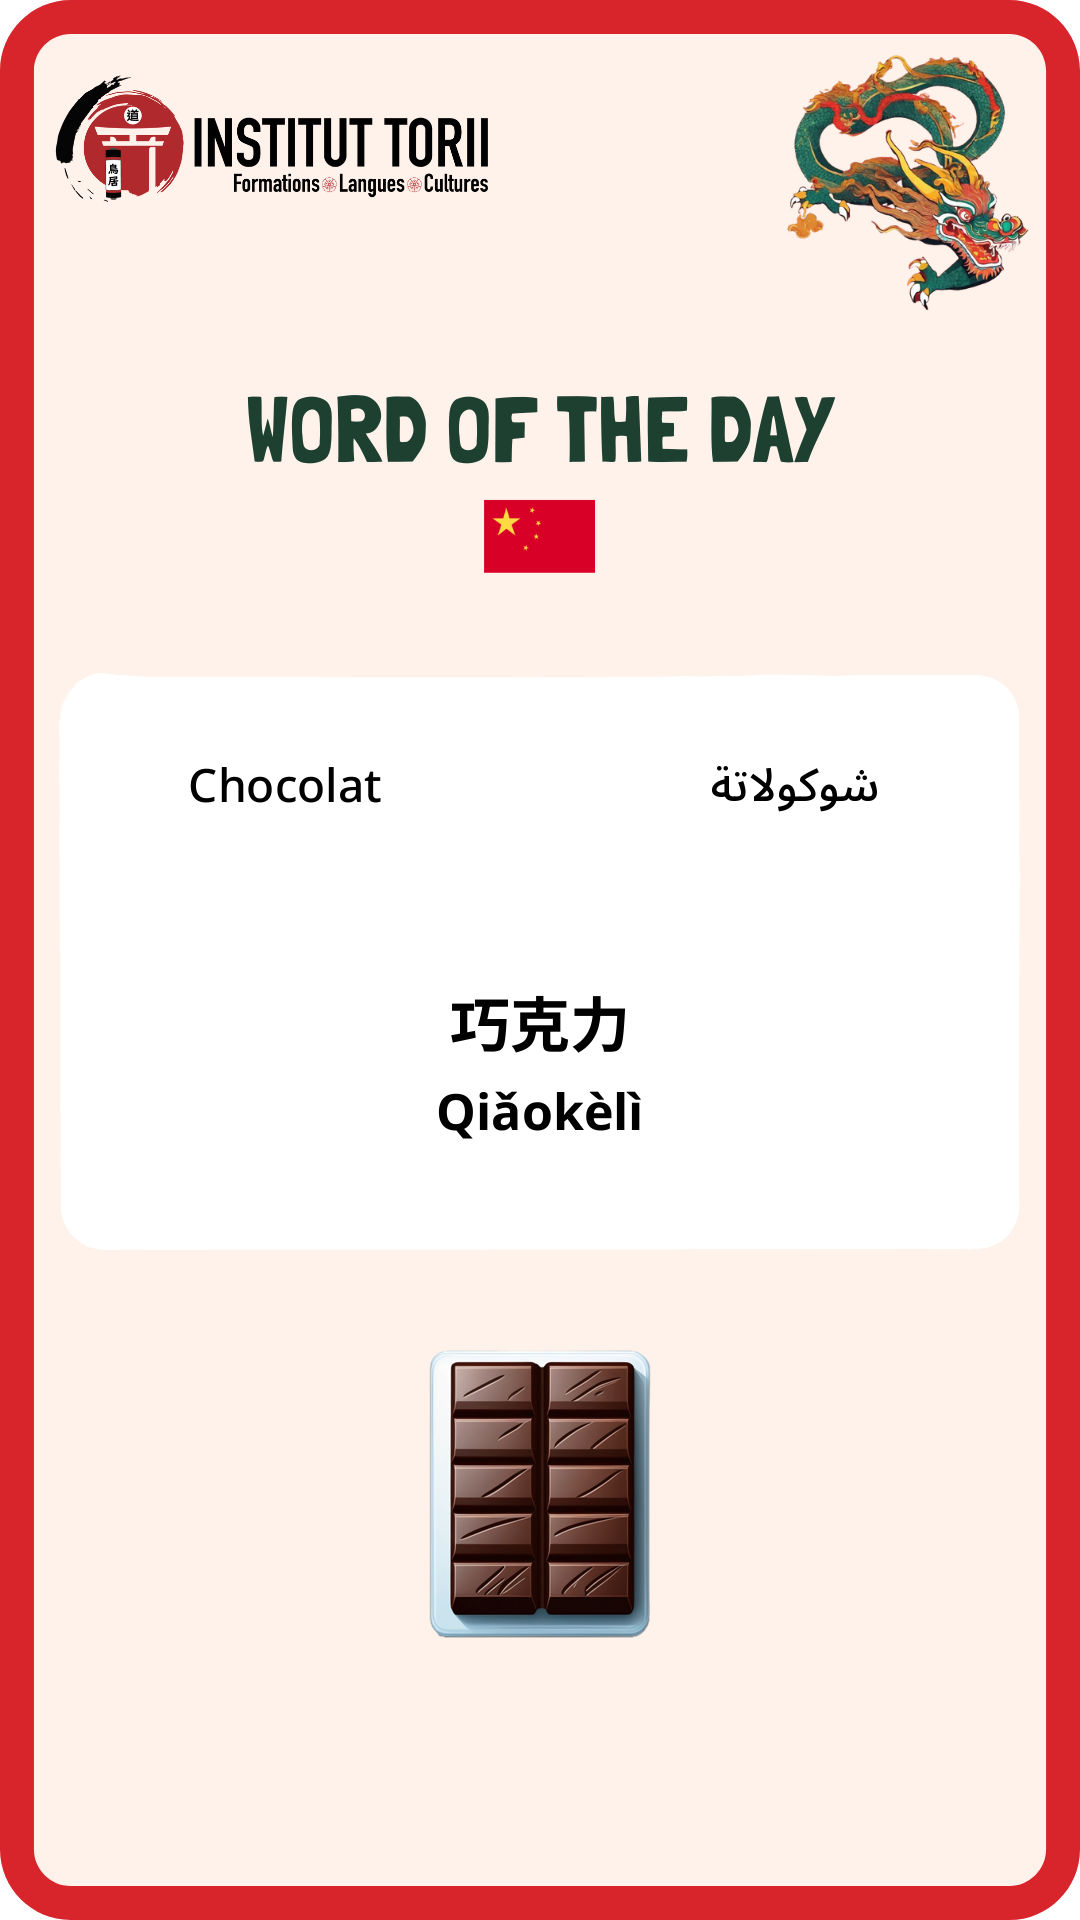 道
鳥居
INSTITUT TORII
Formations Langues Cultures
WORD OF THE DAY
Chocolat
شوكولاتة
巧克力
Qiǎokèlì